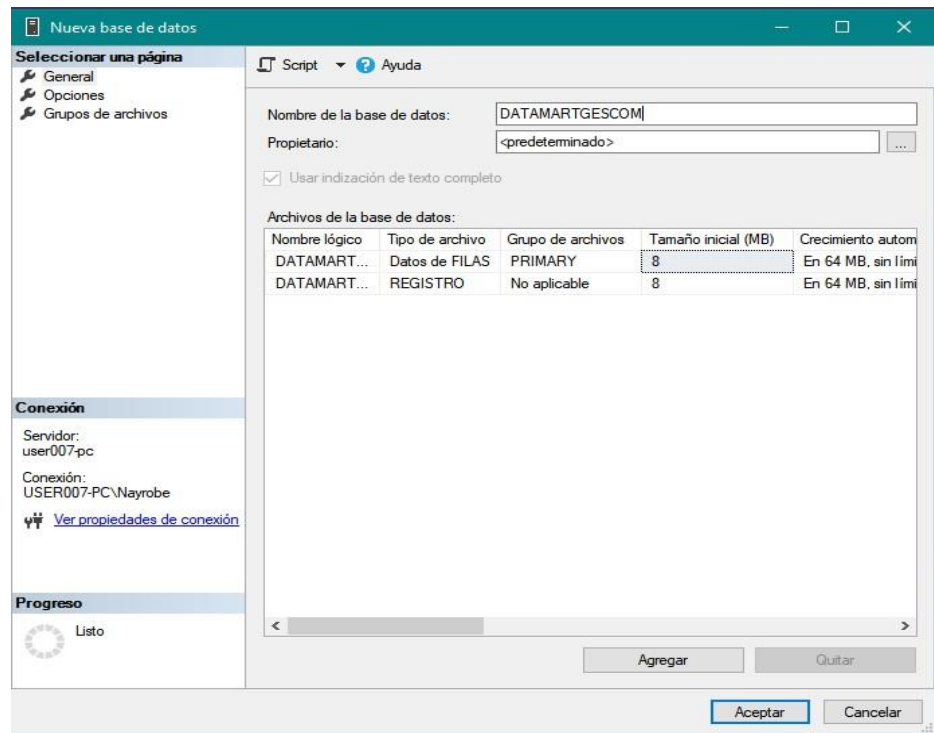 Nueva base de datos
Seleccionar una página
General
Opciones
Grupos de archivos
Script
Ayuda
Nombre de la base de datos: DATAMARTGESCOM
Propietario: <predeterminado> ...
Usar indización de texto completo
Archivos de la base de datos:
Nombre lógico Tipo de archivo Grupo de archivos Tamaño inicial (MB) Crecimiento autom
DATAMART... Datos de FILAS PRIMARY 8 En 64 MB, sin lími
DATAMART... REGISTRO No aplicable 8 En 64 MB, sin lími
Conexión
Servidor:
user007-pc
Conexión:
USER007-PC\Nayrobe
Ver propiedades de conexión
Progreso
Listo
Agregar Quitar
Aceptar Cancelar